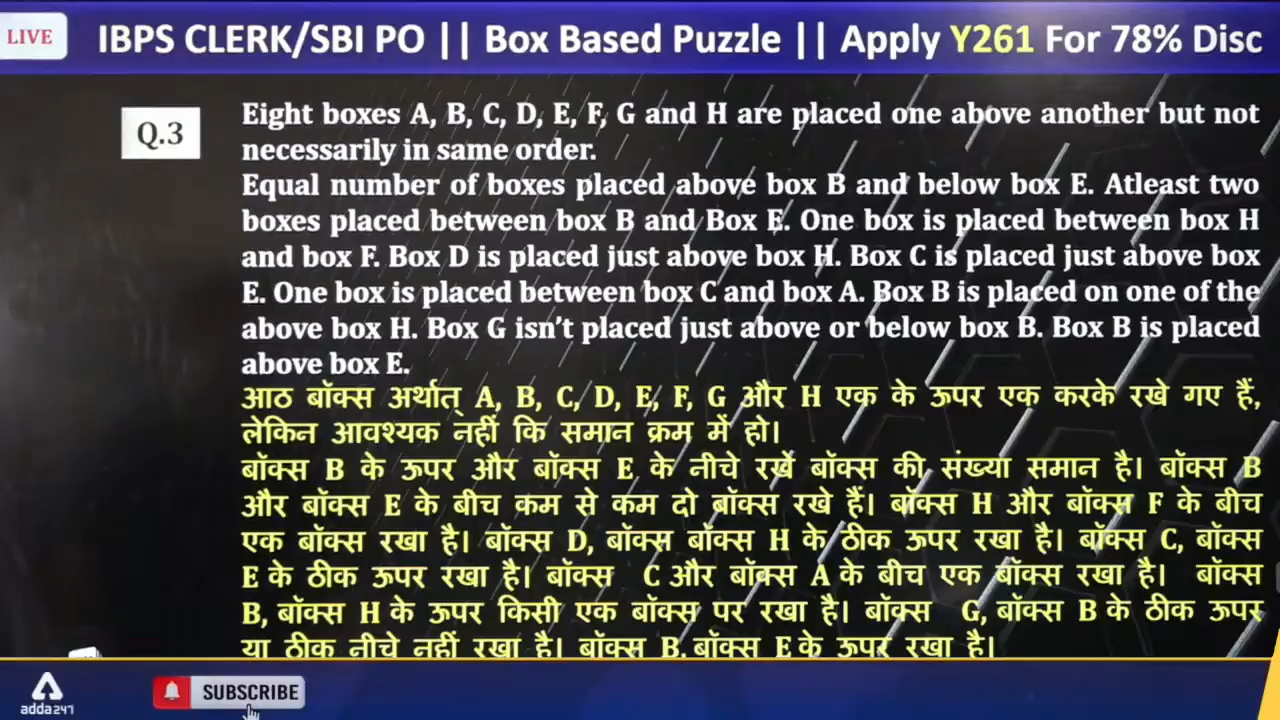 LIVE
IBPS CLERK/SBI PO || Box Based Puzzle || Apply Y261 For 78% Disc
Q.3
Eight boxes A, B, C, D, E, F, G and H are placed one above another but not
necessarily in same order.
Equal number of boxes placed above box B and below box E. Atleast two
boxes placed between box B and Box E. One box is placed between box H
and box F. Box D is placed just above box H. Box C is placed just above box
E. One box is placed between box C and box A. Box B is placed on one of the
above box H. Box G isn't placed just above or below box B. Box B is placed
above box E.
आठ बॉक्स अर्थात् A, B, C, D, E, F, G और H एक के ऊपर एक करके रखे गए हैं,
लेकिन आवश्यक नहीं कि समान क्रम में हो।
बॉक्स B के ऊपर और बॉक्स E के नीचे रखें बॉक्स की संख्या समान है। बॉक्स B
और बॉक्स E के बीच कम से कम दो बॉक्स रखे हैं। बॉक्स H और बॉक्स F के बीच
एक बॉक्स रखा है। बॉक्स D, बॉक्स बॉक्स H के ठीक ऊपर रखा है। बॉक्स C, बॉक्स
E के ठीक ऊपर रखा है। बॉक्स C और बॉक्स A के बीच एक बॉक्स रखा है। बॉक्स
B, बॉक्स H के ऊपर किसी एक बॉक्स पर रखा है। बॉक्स G, बॉक्स B के ठीक ऊपर
या ठीक नीचे नहीं रखा है। बॉक्स B, बॉक्स E के ऊपर रखा है।
adda247
SUBSCRIBE